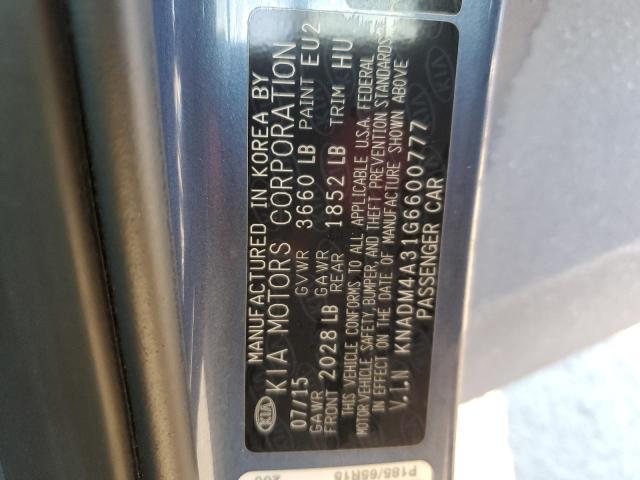 MANUFACTURED IN KOREA BY
KIA MOTORS CORPORATION
07/15 GVWR 3660 LB PAINT EU2
GAWR FRONT 2028 LB GAWR REAR 1852 LB TRIM HU
THIS VEHICLE CONFORMS TO ALL APPLICABLE U.S.A. FEDERAL
MOTOR VEHICLE SAFETY, BUMPER, AND THEFT PREVENTION STANDARDS
IN EFFECT ON THE DATE OF MANUFACTURE SHOWN ABOVE
V.I.N KNADM4A31G6600777
PASSENGER CAR
KIA
P185/65R15